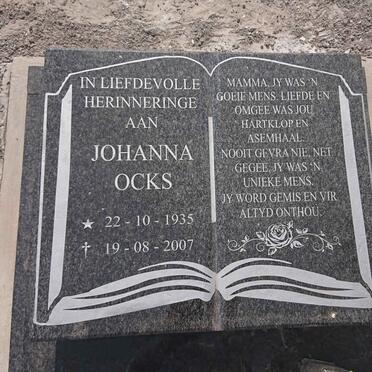 IN LIEFDEVOLLE
HERINNERINGE
AAN
JOHANNA
OCKS
★ 22 - 10 - 1935
✝ 19 - 08 - 2007
MAMMA, JY WAS 'N
GOEIE MENS. LIEFDE EN
OMGEE WAS JOU
HARTKLOP EN
ASEMHAAL.
NOOIT GEVRA NIE, NET
GEGEE, JY WAS 'N
UNIEKE MENS.
JY WORD GEMIS EN VIR
ALTYD ONTHOU.